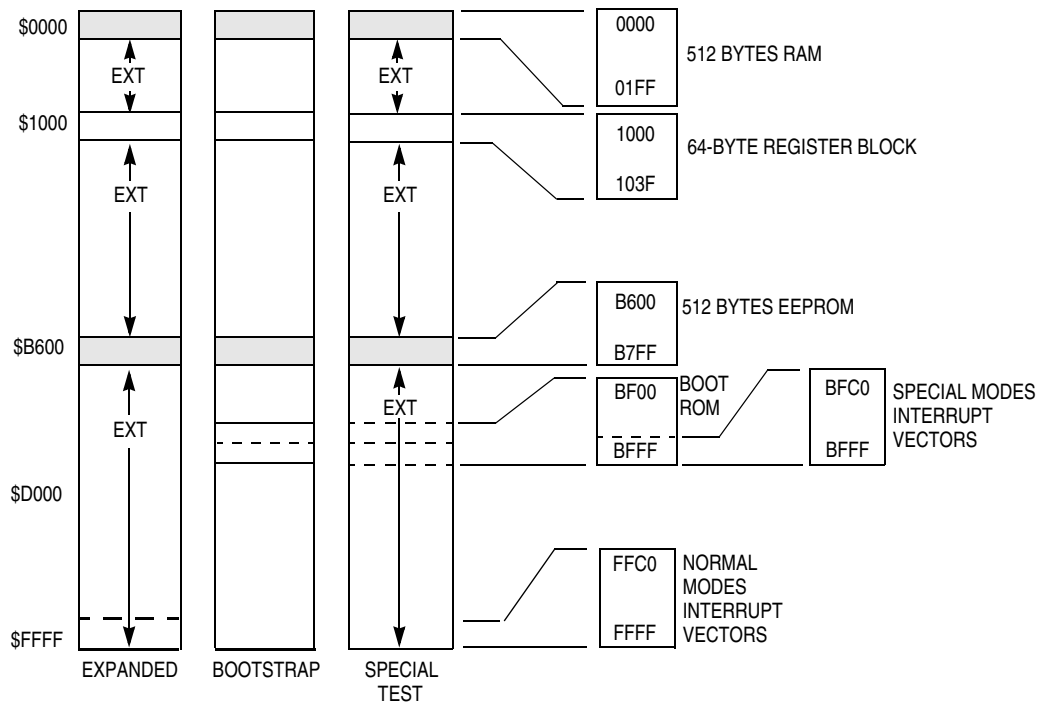 $0000
EXT
EXT
0000
512 BYTES RAM
01FF
$1000
1000
64-BYTE REGISTER BLOCK
103F
EXT
EXT
B600
512 BYTES EEPROM
B7FF
$B600
EXT
EXT
BF00
BOOT
ROM
BFFF
BFC0
SPECIAL MODES
INTERRUPT
VECTORS
BFFF
$D000
FFC0
NORMAL
MODES
INTERRUPT
VECTORS
FFFF
$FFFF
EXPANDED
BOOTSTRAP
SPECIAL
TEST